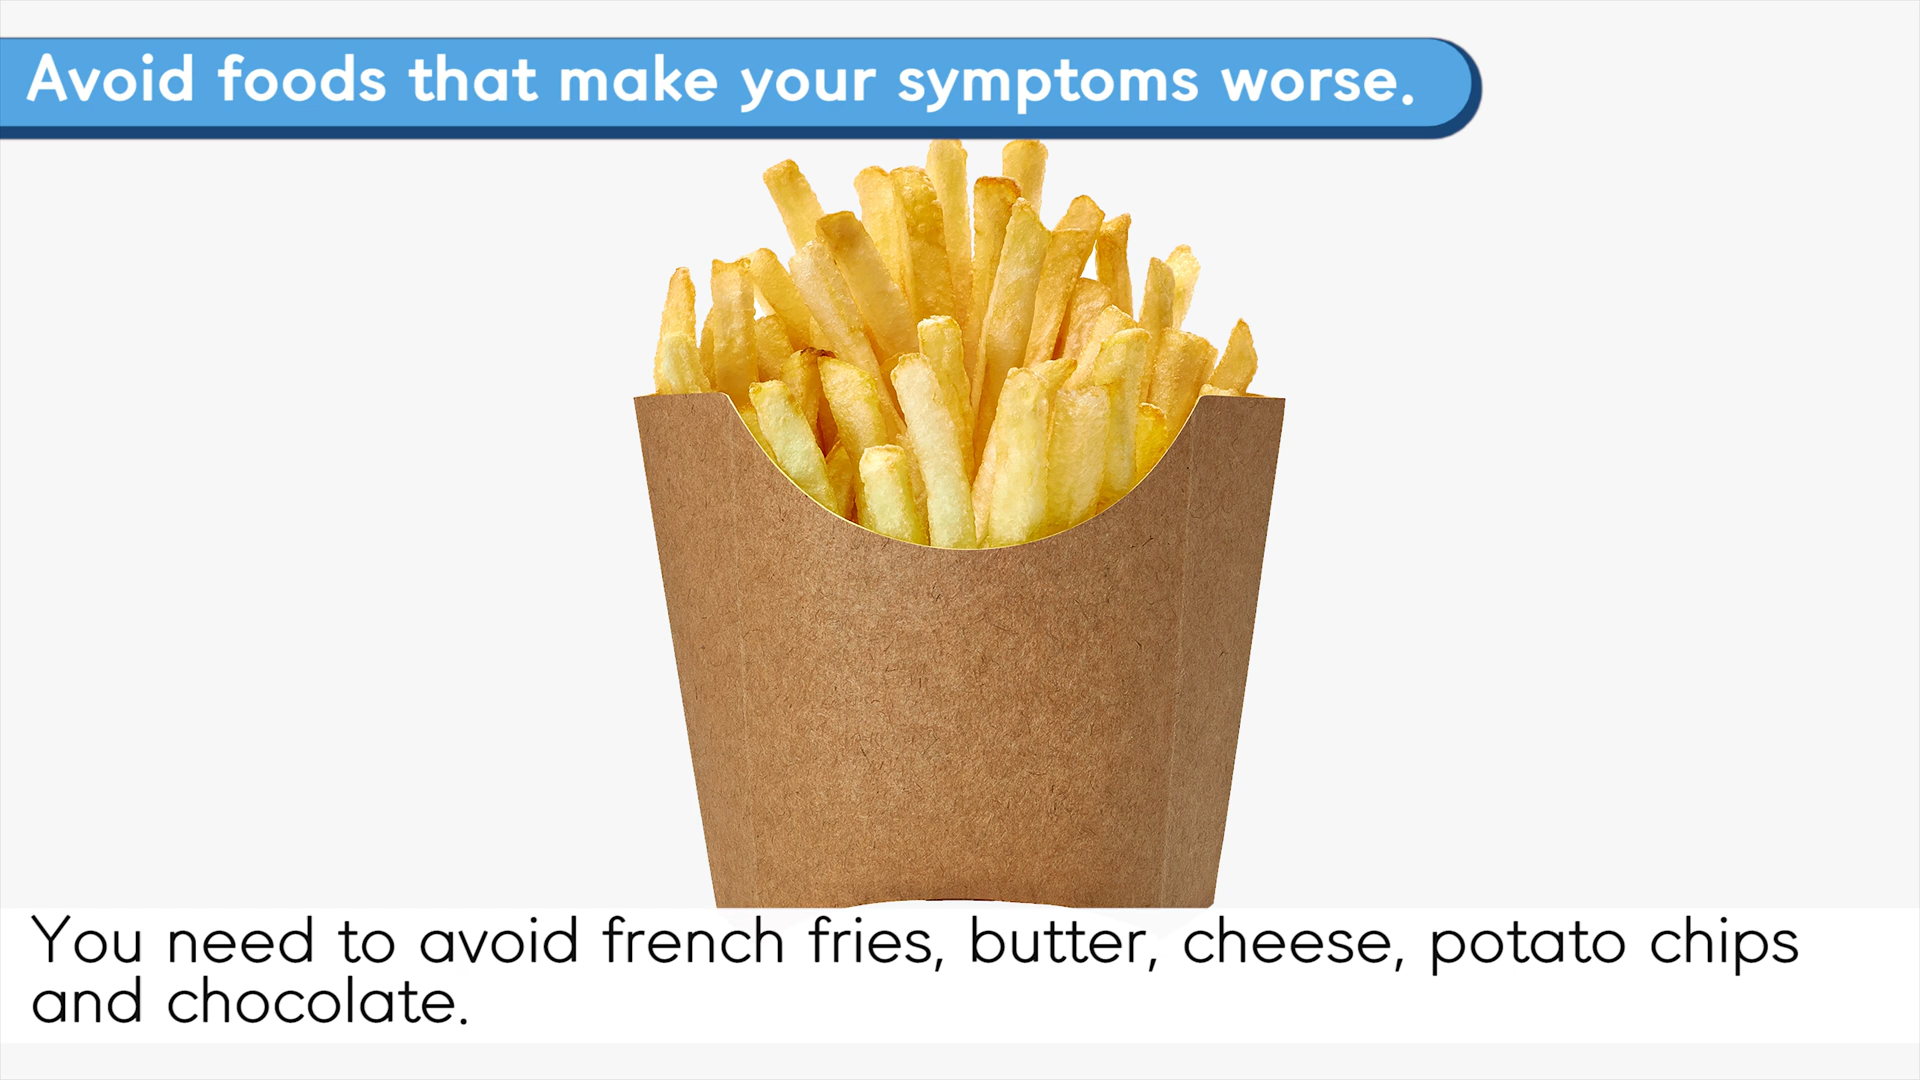 Avoid foods that make your symptoms worse.
You need to avoid french fries, butter, cheese, potato chips
and chocolate.